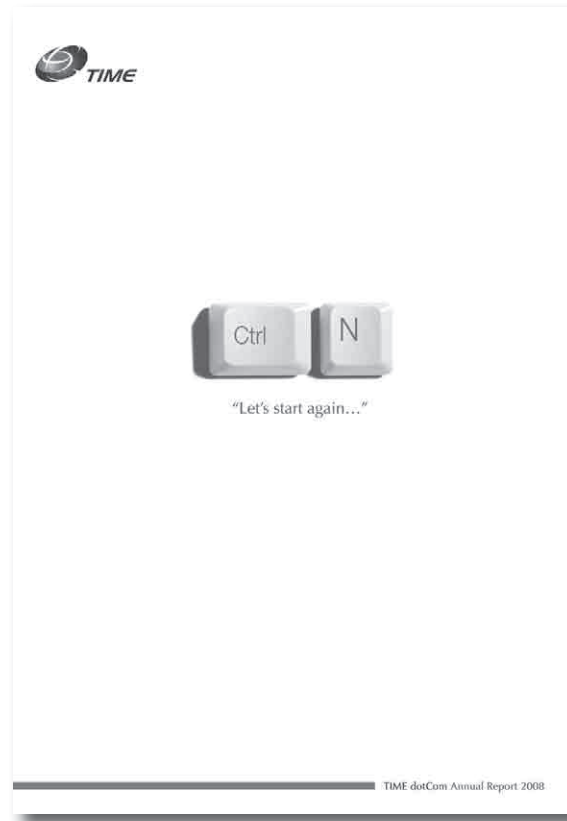 TIME
Ctrl N
“Let’s start again…”
TIME dotCom Annual Report 2008